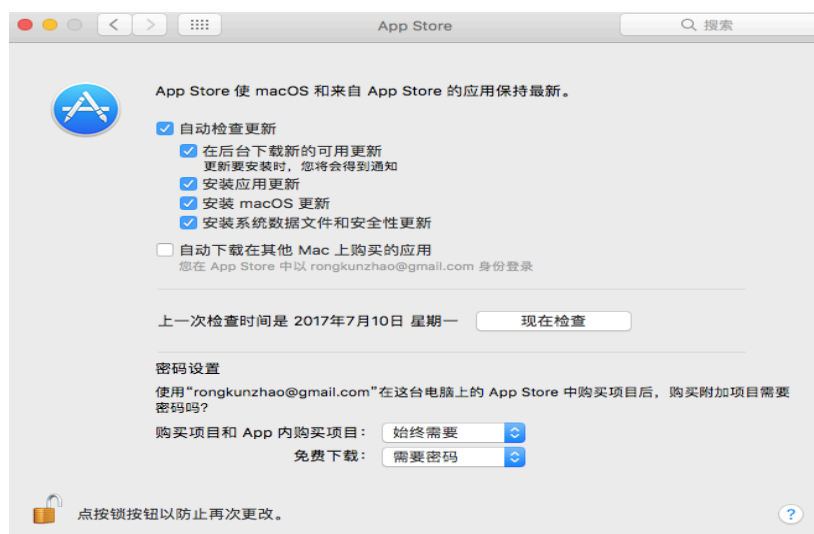 App Store
搜索
App Store 使 macOS 和来自 App Store 的应用保持最新。
自动检查更新
在后台下载新的可用更新
更新要安装时，您将会得到通知
安装应用更新
安装 macOS 更新
安装系统数据文件和安全性更新
自动下载在其他 Mac 上购买的应用
您在 App Store 中以 rongkunzhao@gmail.com 身份登录
上一次检查时间是 2017年7月10日 星期一 现在检查
密码设置
使用“rongkunzhao@gmail.com”在这台电脑上的 App Store 中购买项目后，购买附加项目需要
密码吗?
购买项目和 App 内购买项目： 始终需要
免费下载： 需要密码
点按锁按钮以防止再次更改。
?